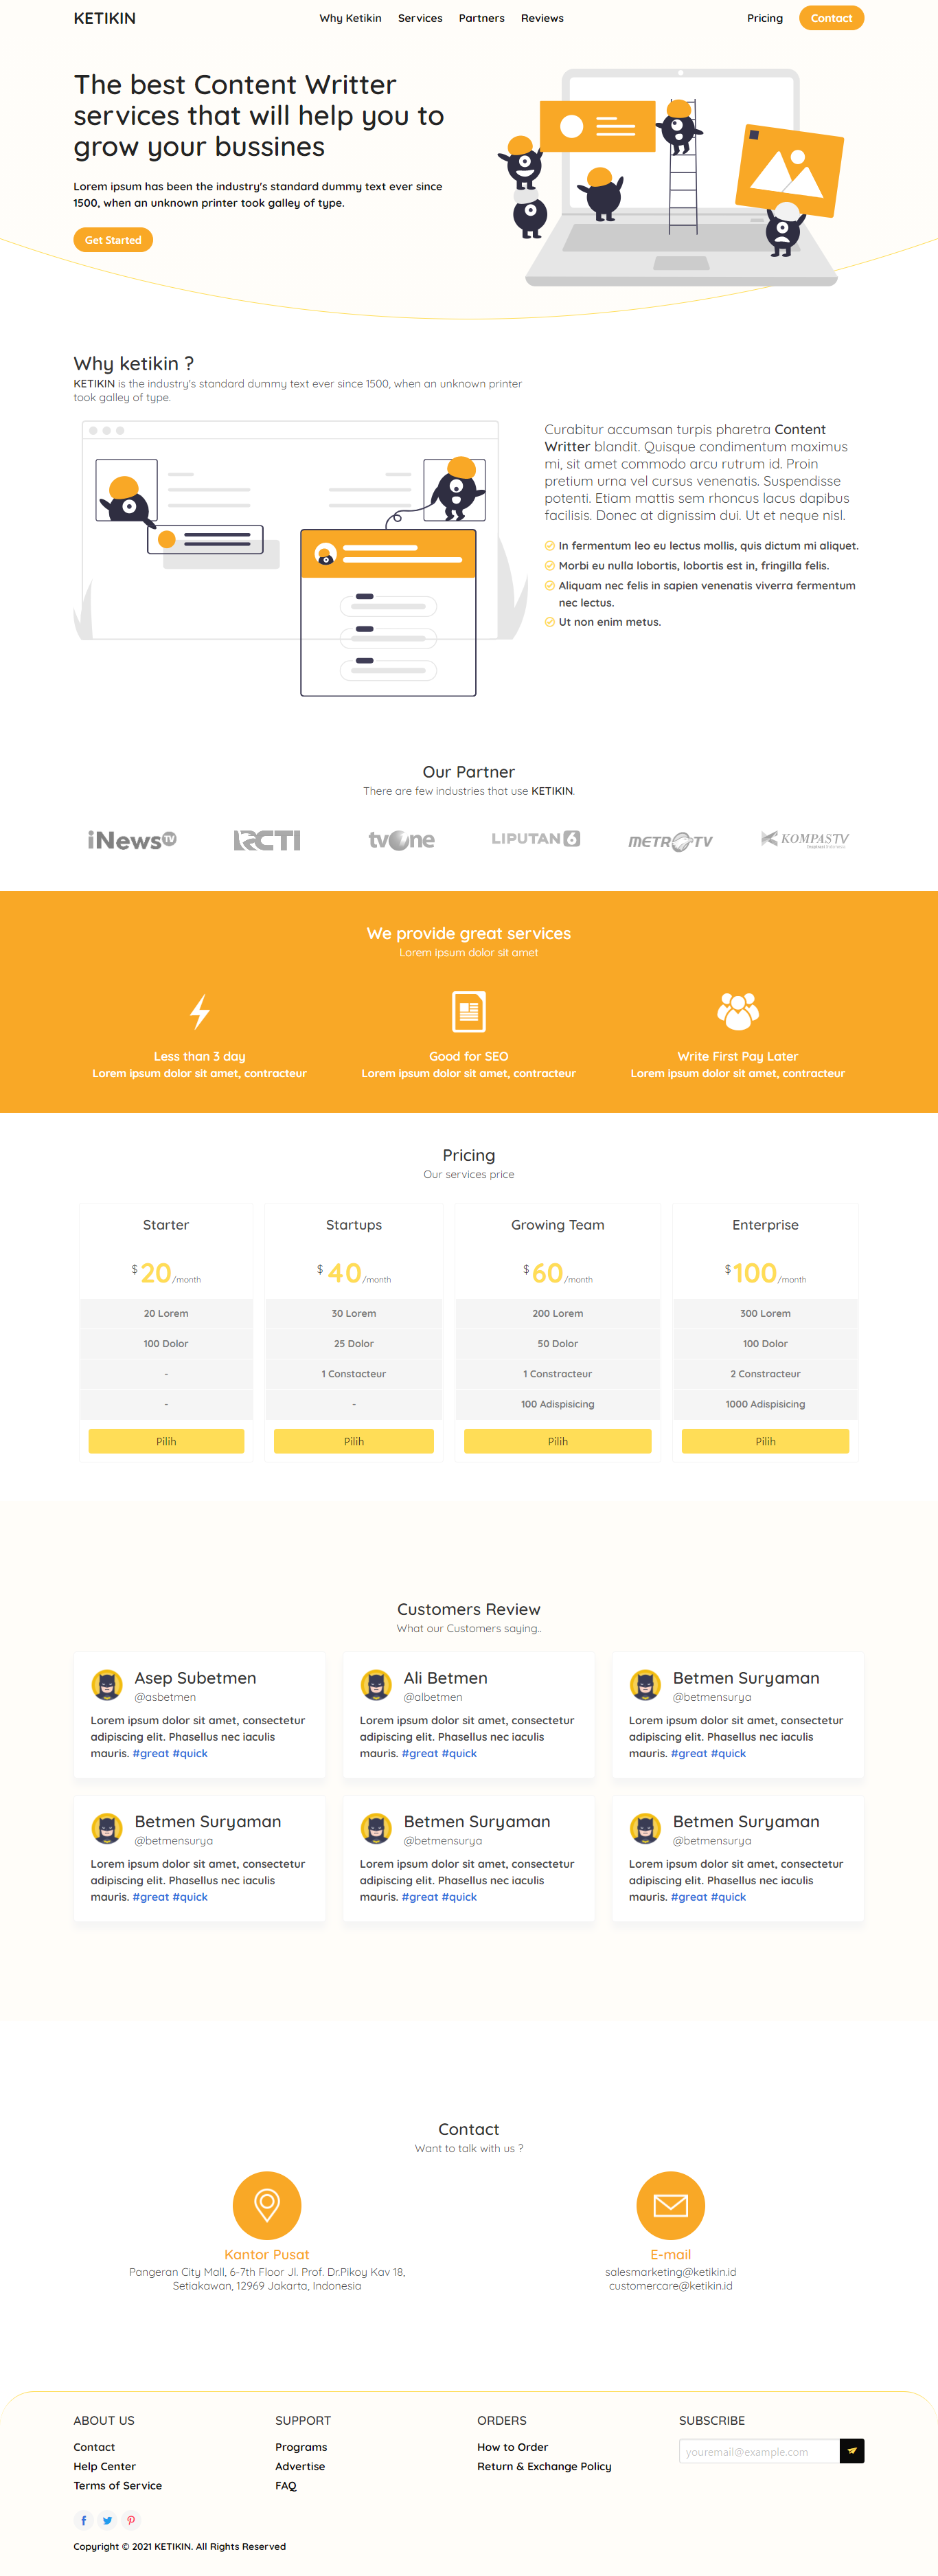 KETIKIN
Why Ketikin
Services
Partners
Reviews
Pricing
Contact
The best Content Writter
services that will help you to
grow your bussines
Lorem ipsum has been the industry's standard dummy text ever since
1500, when an unknown printer took galley of type.
Get Started
Why ketikin ?
KETIKIN is the industry's standard dummy text ever since 1500, when an unknown printer
took galley of type.
Curabitur accumsan turpis pharetra Content
Writter blandit. Quisque condimentum maximus
mi, sit amet commodo arcu rutrum id. Proin
pretium urna vel cursus venenatis. Suspendisse
potenti. Etiam mattis sem rhoncus lacus dapibus
facilisis. Donec at dignissim dui. Ut et neque nisl.
In fermentum leo eu lectus mollis, quis dictum mi aliquet.
Morbi eu nulla lobortis, lobortis est in, fringilla felis.
Aliquam nec felis in sapien venenatis viverra fermentum
nec lectus.
Ut non enim metus.
Our Partner
There are few industries that use KETIKIN.
iNews TV
RCTI
tvOne
LIPUTAN 6
METRO TV
KOMPASTV
We provide great services
Lorem ipsum dolor sit amet
Less than 3 day
Lorem ipsum dolor sit amet, contracteur
Good for SEO
Lorem ipsum dolor sit amet, contracteur
Write First Pay Later
Lorem ipsum dolor sit amet, contracteur
Pricing
Our services price
Starter
$20/month
20 Lorem
100 Dolor
-
-
Pilih
Startups
$40/month
30 Lorem
25 Dolor
1 Constacteur
-
Pilih
Growing Team
$60/month
200 Lorem
50 Dolor
1 Constracteur
100 Adispisicing
Pilih
Enterprise
$100/month
300 Lorem
100 Dolor
2 Constracteur
1000 Adispisicing
Pilih
Customers Review
What our Customers saying..
Asep Subetmen
@asbetmen
Lorem ipsum dolor sit amet, consectetur
adipiscing elit. Phasellus nec iaculis
mauris. #great #quick
Ali Betmen
@albetmen
Lorem ipsum dolor sit amet, consectetur
adipiscing elit. Phasellus nec iaculis
mauris. #great #quick
Betmen Suryaman
@betmensurya
Lorem ipsum dolor sit amet, consectetur
adipiscing elit. Phasellus nec iaculis
mauris. #great #quick
Betmen Suryaman
@betmensurya
Lorem ipsum dolor sit amet, consectetur
adipiscing elit. Phasellus nec iaculis
mauris. #great #quick
Betmen Suryaman
@betmensurya
Lorem ipsum dolor sit amet, consectetur
adipiscing elit. Phasellus nec iaculis
mauris. #great #quick
Betmen Suryaman
@betmensurya
Lorem ipsum dolor sit amet, consectetur
adipiscing elit. Phasellus nec iaculis
mauris. #great #quick
Contact
Want to talk with us ?
Kantor Pusat
Pangeran City Mall, 6-7th Floor Jl. Prof. Dr.Pikoy Kav 18,
Setiakawan, 12969 Jakarta, Indonesia
E-mail
salesmarketing@ketikin.id
customercare@ketikin.id
ABOUT US
Contact
Help Center
Terms of Service
SUPPORT
Programs
Advertise
FAQ
ORDERS
How to Order
Return & Exchange Policy
SUBSCRIBE
youremail@example.com
Copyright © 2021 KETIKIN. All Rights Reserved